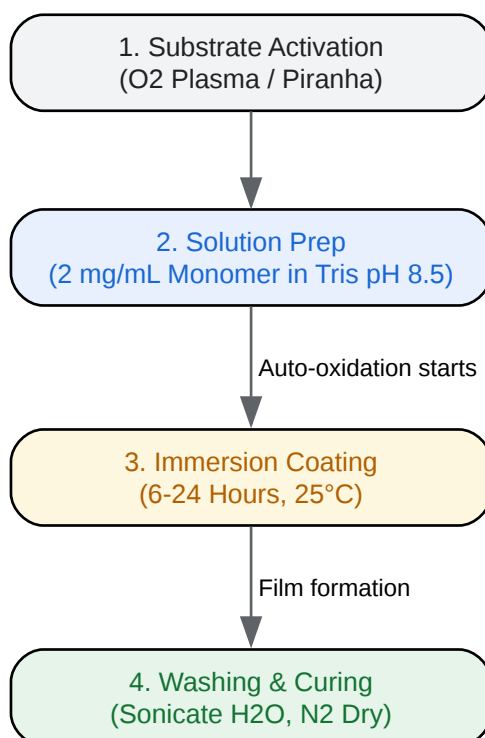 1. Substrate Activation
(O2 Plasma / Piranha)
2. Solution Prep
(2 mg/mL Monomer in Tris pH 8.5)
Auto-oxidation starts
3. Immersion Coating
(6-24 Hours, 25°C)
Film formation
4. Washing & Curing
(Sonicate H2O, N2 Dry)